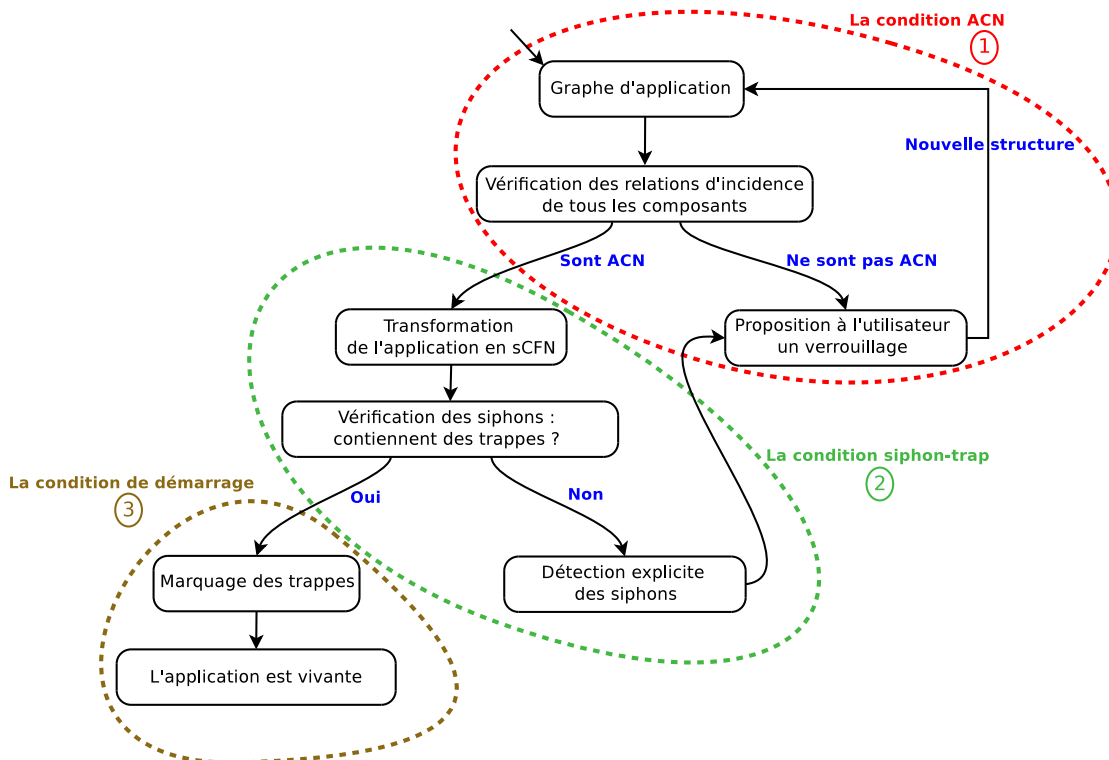 La condition ACN
1
Graphe d'application
Nouvelle structure
Vérification des relations d'incidence
de tous les composants
Sont ACN
Ne sont pas ACN
Transformation
de l'application en sCFN
Proposition à l'utilisateur
un verrouillage
Vérification des siphons :
contiennent des trappes ?
La condition siphon-trap
2
La condition de démarrage
3
Oui
Non
Marquage des trappes
Détection explicite
des siphons
L'application est vivante